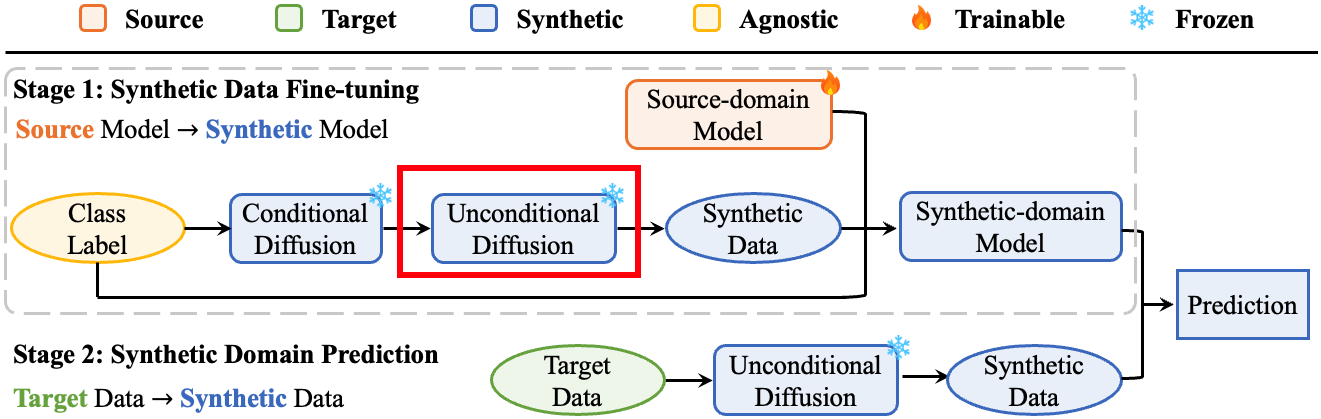 Source Target Synthetic Agnostic Trainable Frozen
Stage 1: Synthetic Data Fine-tuning
Source Model → Synthetic Model
Source-domain
Model
Class
Label
Conditional
Diffusion
Unconditional
Diffusion
Synthetic
Data
Synthetic-domain
Model
Prediction
Stage 2: Synthetic Domain Prediction
Target Data → Synthetic Data
Target
Data
Unconditional
Diffusion
Synthetic
Data